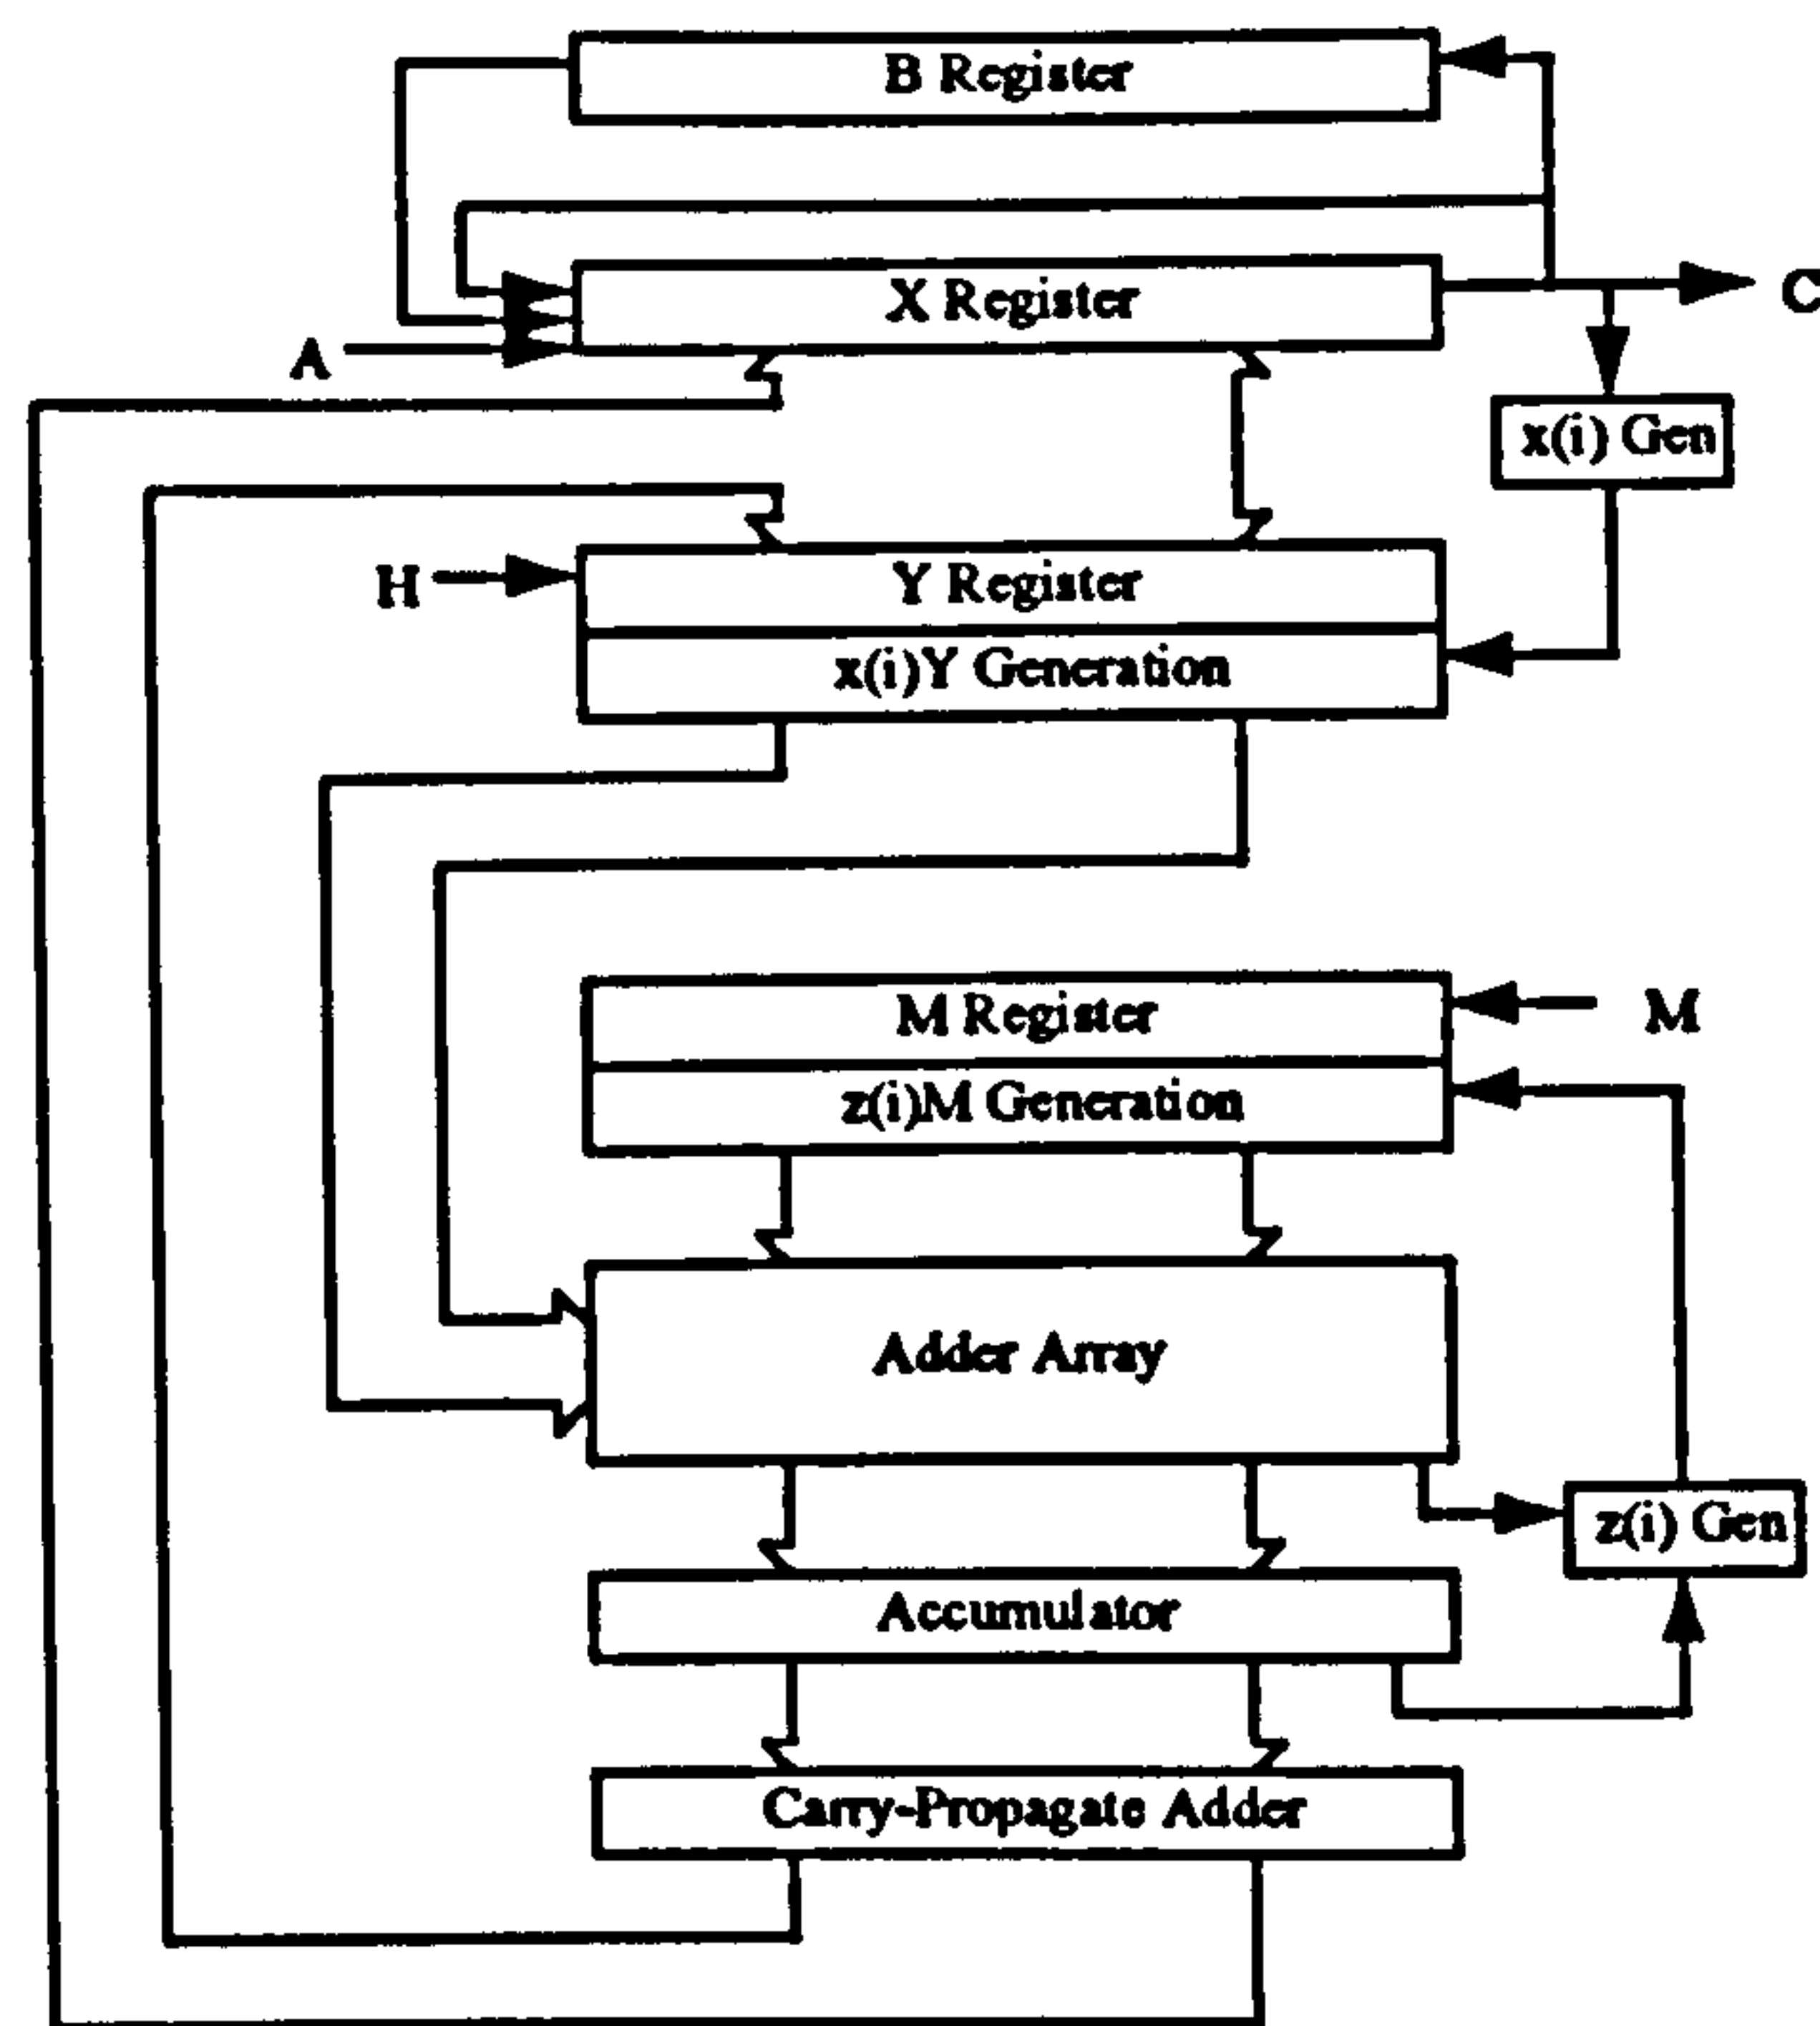 B Register
X Register
C
A
x(i) Gen
H
Y Register
x(i)Y Generation
M Register
M
z(i)M Generation
Adder Array
z(i) Gen
Accumulator
Carry-Propagate Adder